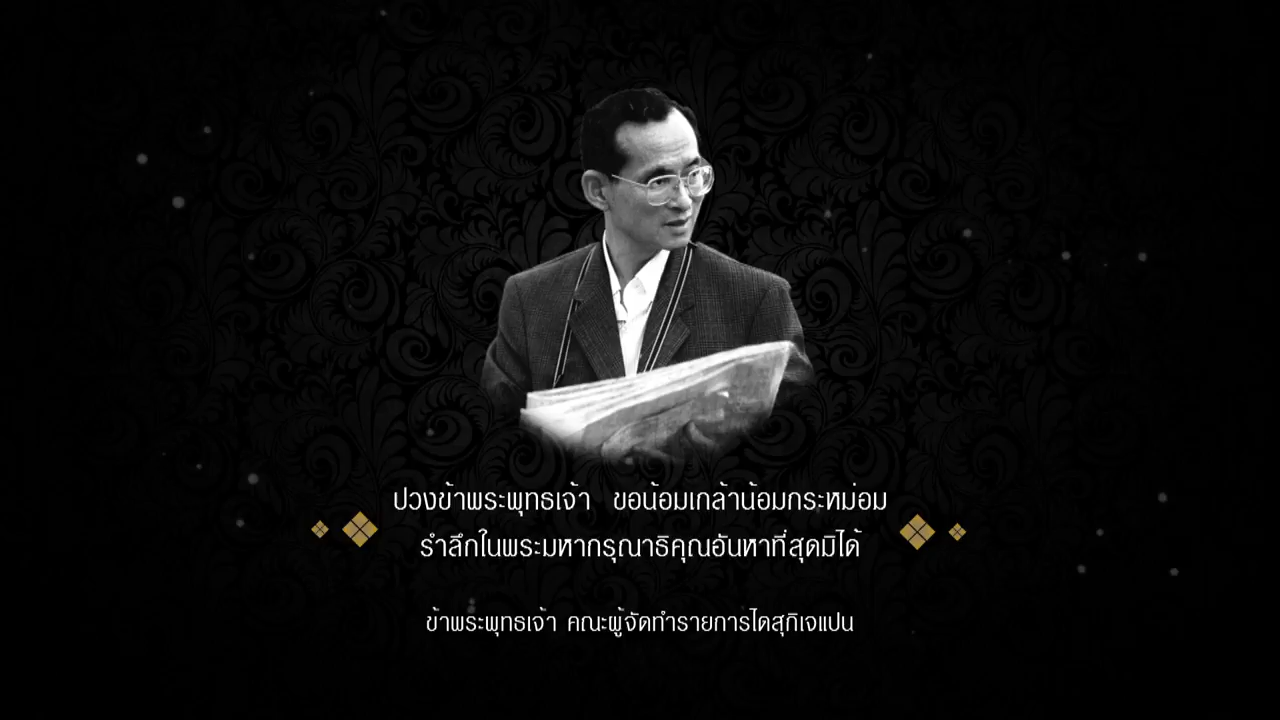 ปวงข้าพระพุทธเจ้า ขอน้อมเกล้าน้อมกระหม่อม
รำลึกในพระมหากรุณาธิคุณอันหาที่สุดมิได้
ข้าพระพุทธเจ้า คณะผู้จัดทำรายการไดสุกิเจแปน